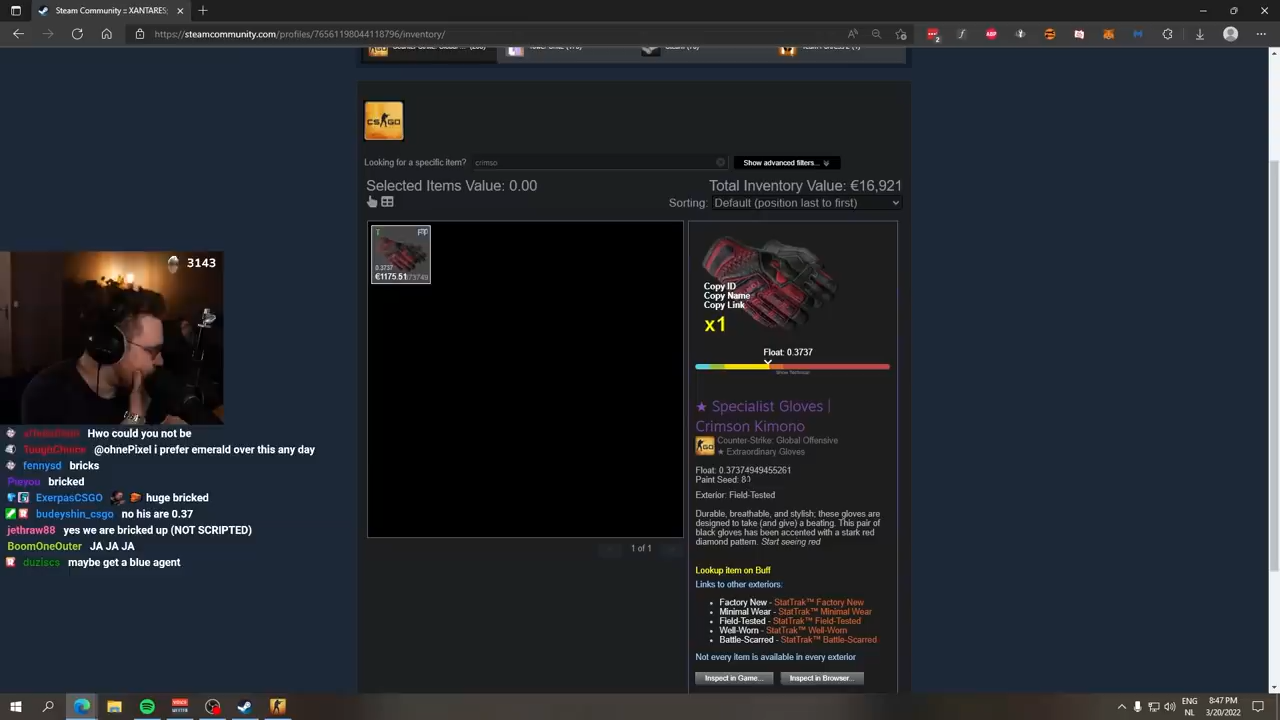 Steam Community :: XANTARES
https://steamcommunity.com/profiles/76561198044118796/inventory/
CS GO
Looking for a specific item?
crimso
Show advanced filters...
Selected Items Value: 0.00
Total Inventory Value: €16,921
Sorting: Default (position last to first)
T
FT
0.3737
€1175.51
Copy ID
Copy Name
Copy Link
x1
Float: 0.3737
★ Specialist Gloves |
Crimson Kimono
Counter-Strike: Global Offensive
★ Extraordinary Gloves
Float: 0.37374949455261
Paint Seed:
Exterior: Field-Tested
Durable, breathable, and stylish; these gloves are
designed to take (and give) a beating. This pair of
black gloves has been accented with a stark red
diamond pattern. Start seeing red
Lookup item on Buff
Links to other exteriors:
Factory New - StatTrak™ Factory New
Minimal Wear - StatTrak™ Minimal Wear
Field-Tested - StatTrak™ Field-Tested
Well-Worn - StatTrak™ Well-Worn
Battle-Scarred - StatTrak™ Battle-Scarred
Not every item is available in every exterior
Inspect in Game...
Inspect in Browser...
1 of 1
3143
Hwo could you not be
ToughChoice: @ohnePixel i prefer emerald over this any day
fennysd: bricks
Pieyou: bricked
ExerpasCSGO: huge bricked
budeyshin_csgo: no his are 0.37
jethraw88: yes we are bricked up (NOT SCRIPTED)
BoomOneOuter: JA JA JA
duziscs: maybe get a blue agent
ENG
NL
8:47 PM
3/20/2022